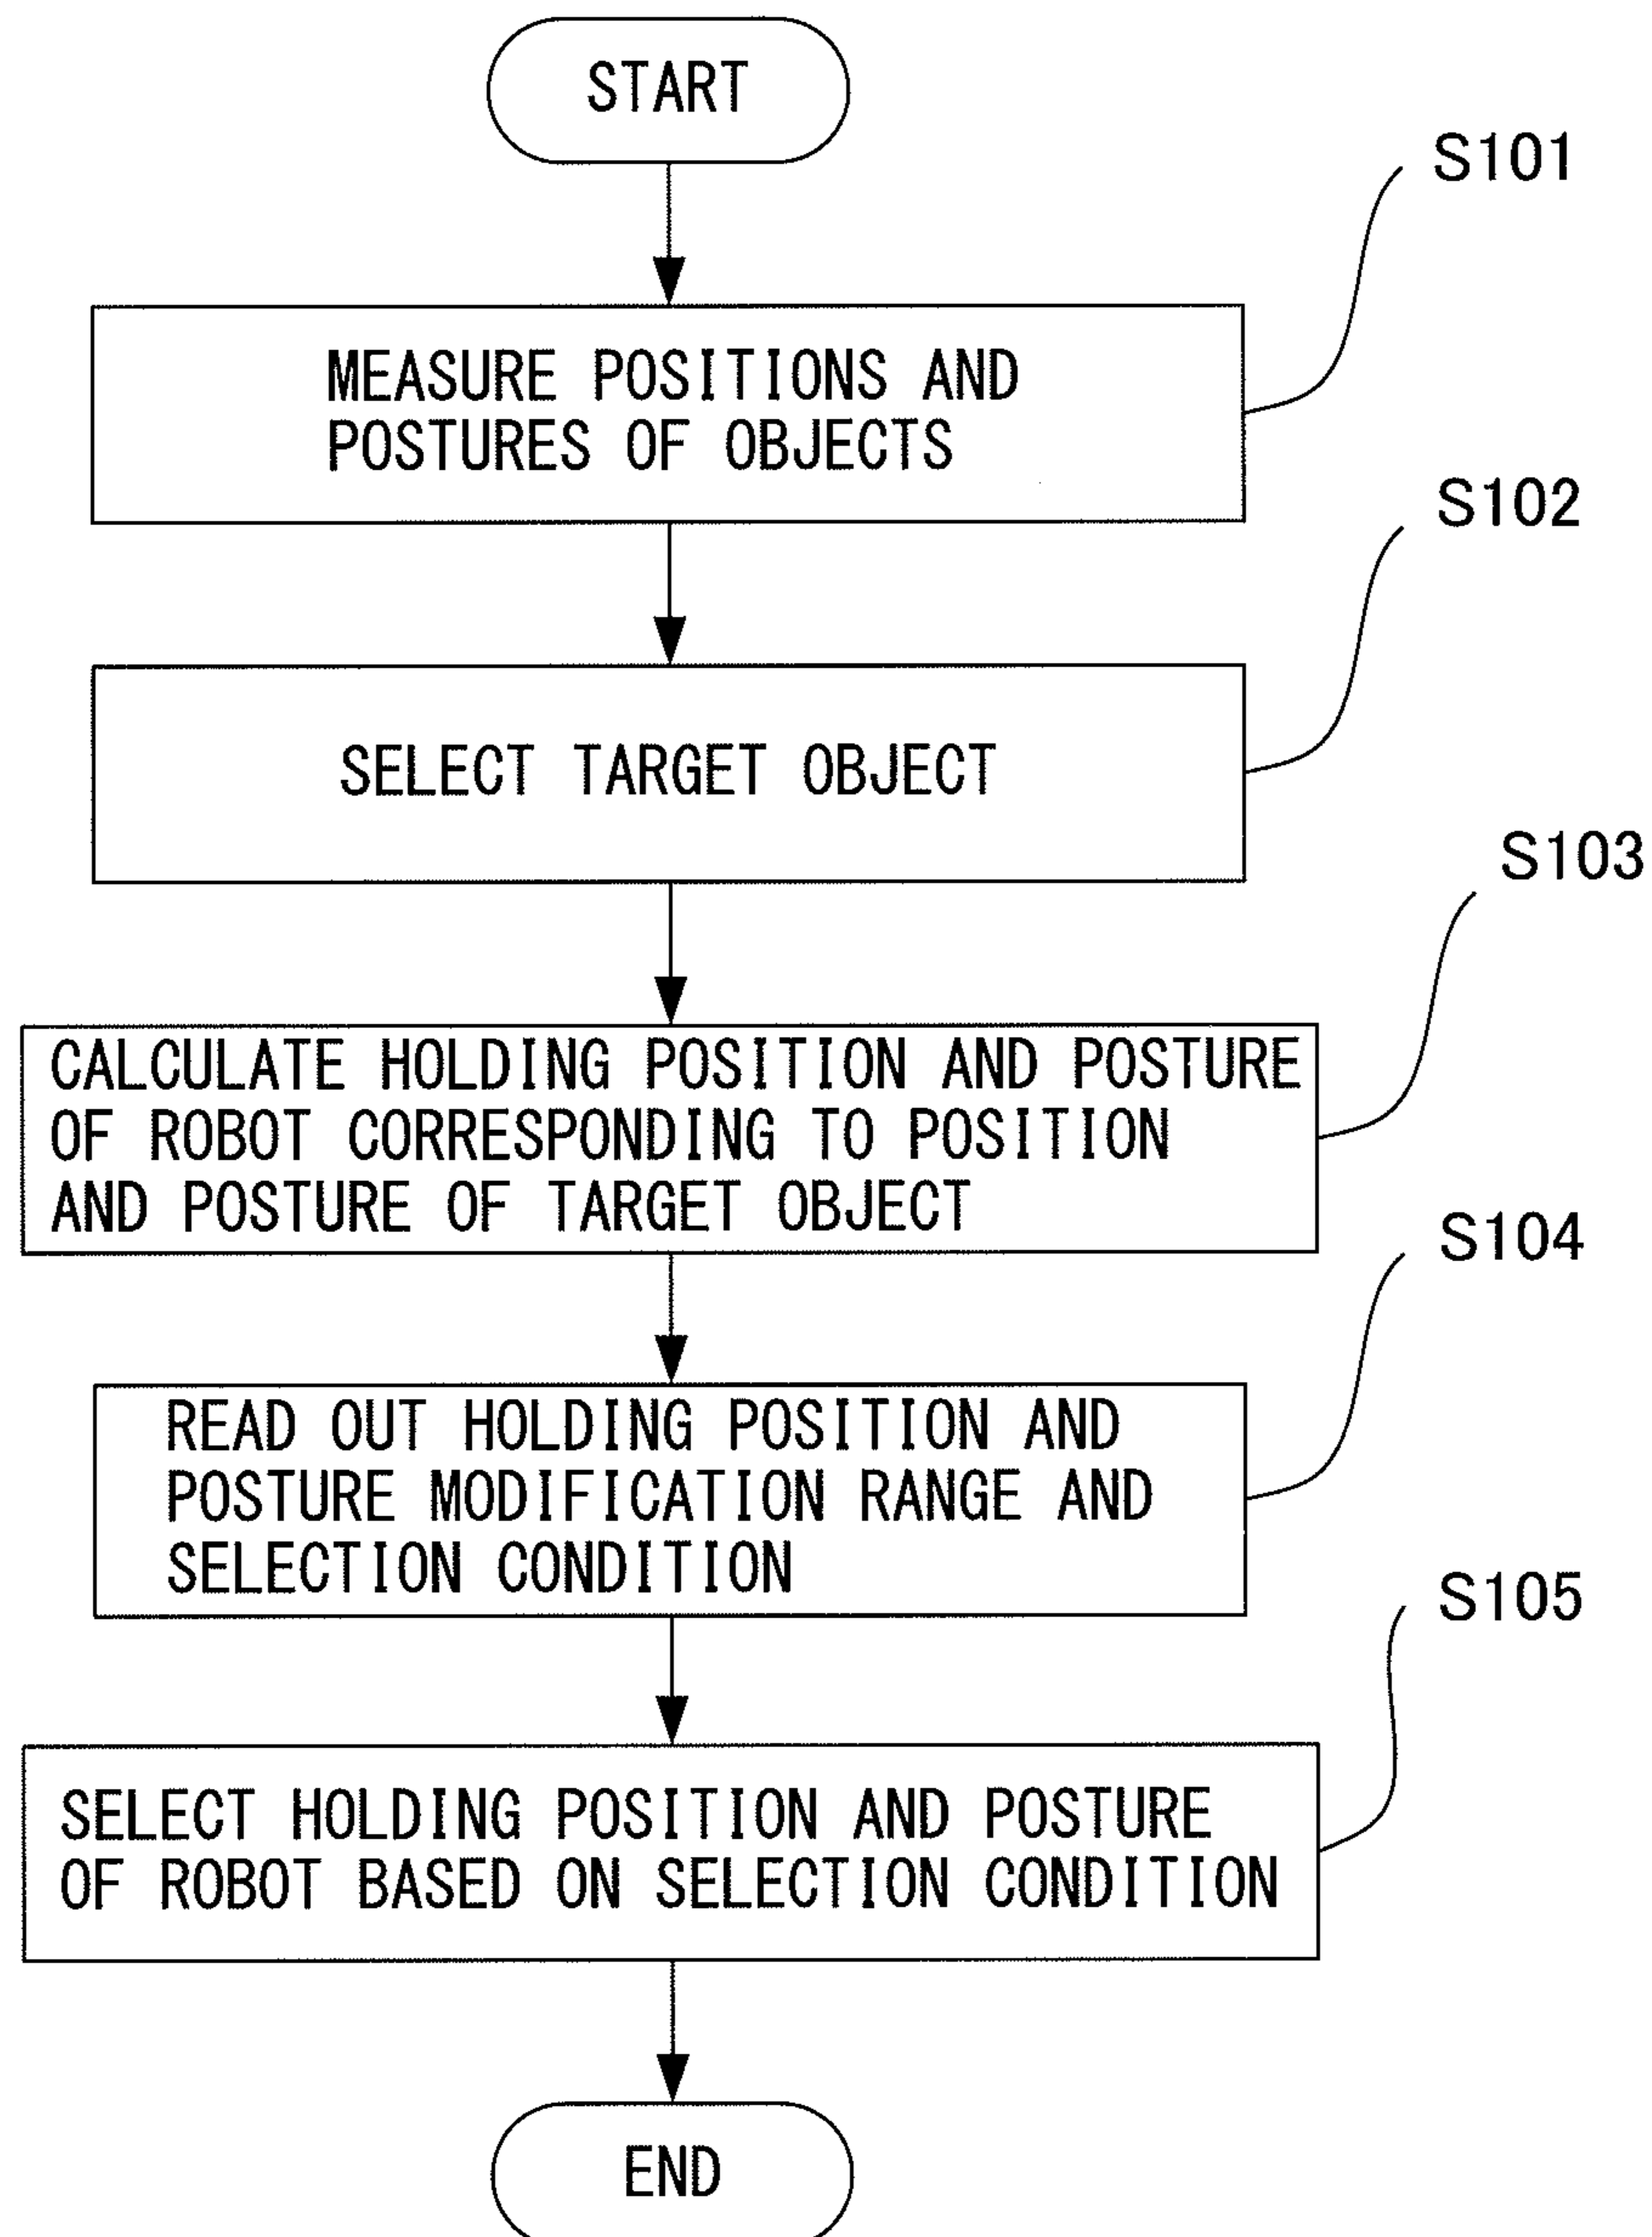 START
S101
MEASURE POSITIONS AND
POSTURES OF OBJECTS
S102
SELECT TARGET OBJECT
S103
CALCULATE HOLDING POSITION AND POSTURE
OF ROBOT CORRESPONDING TO POSITION
AND POSTURE OF TARGET OBJECT
S104
READ OUT HOLDING POSITION AND
POSTURE MODIFICATION RANGE AND
SELECTION CONDITION
S105
SELECT HOLDING POSITION AND POSTURE
OF ROBOT BASED ON SELECTION CONDITION
END